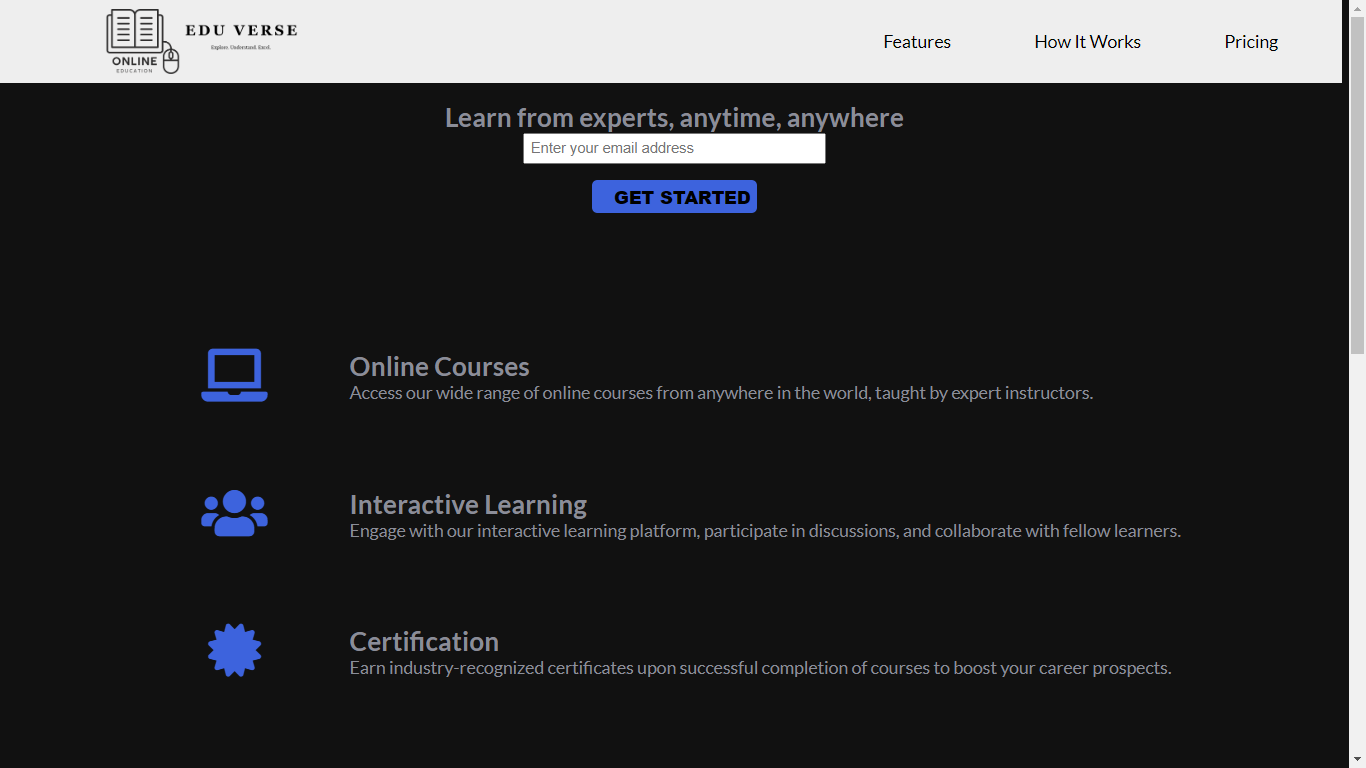 EDU VERSE
Explore. Understand. Excel.
ONLINE
EDUCATION
Features
How It Works
Pricing
Learn from experts, anytime, anywhere
Enter your email address
GET STARTED
Online Courses
Access our wide range of online courses from anywhere in the world, taught by expert instructors.
Interactive Learning
Engage with our interactive learning platform, participate in discussions, and collaborate with fellow learners.
Certification
Earn industry-recognized certificates upon successful completion of courses to boost your career prospects.